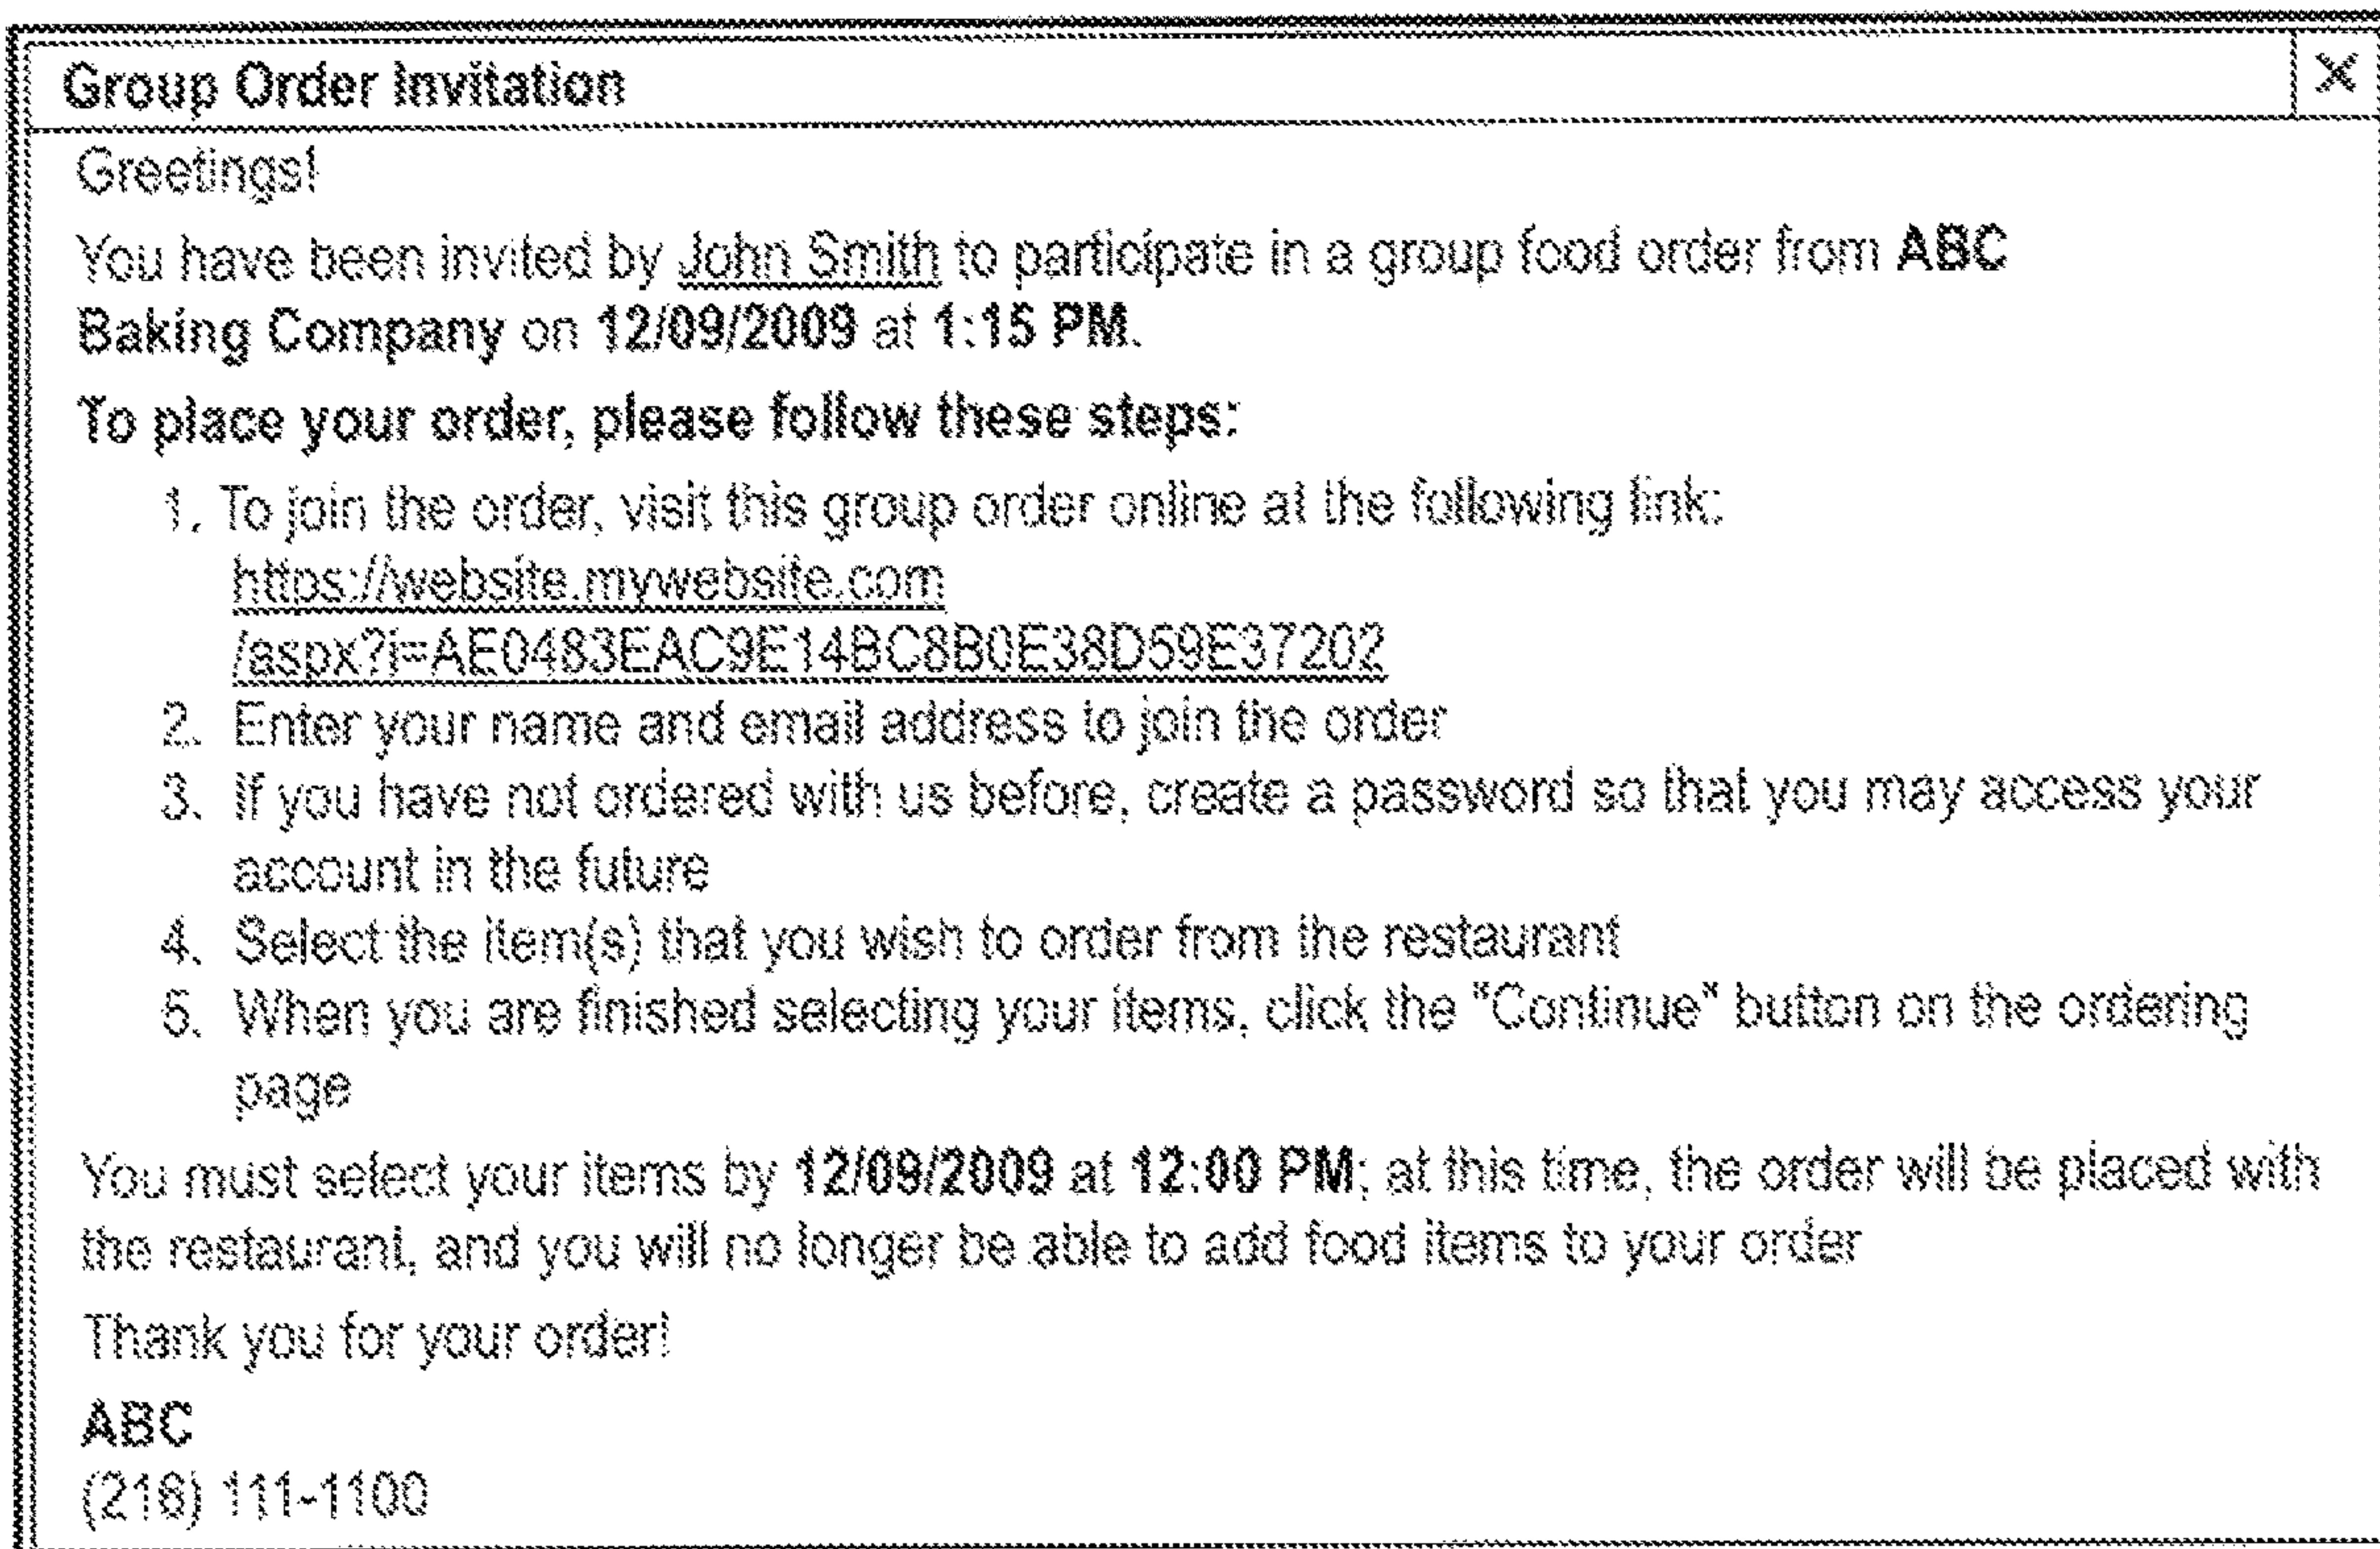 Group Order Invitation X
Greetings!
You have been invited by John Smith to participate in a group food order from ABC
Baking Company on 12/09/2009 at 1:15 PM.
To place your order, please follow these steps:
1. To join the order, visit this group order online at the following link:
https://website.mywebsite.com
/aspx?i=AE0483EAC9E14BC8B0E38D59E37202
2. Enter your name and email address to join the order
3. If you have not ordered with us before, create a password so that you may access your
account in the future
4. Select the item(s) that you wish to order from the restaurant
5. When you are finished selecting your items, click the "Continue" button on the ordering
page
You must select your items by 12/09/2009 at 12:00 PM; at this time, the order will be placed with
the restaurant, and you will no longer be able to add food items to your order
Thank you for your order!
ABC
(216) 111-1100